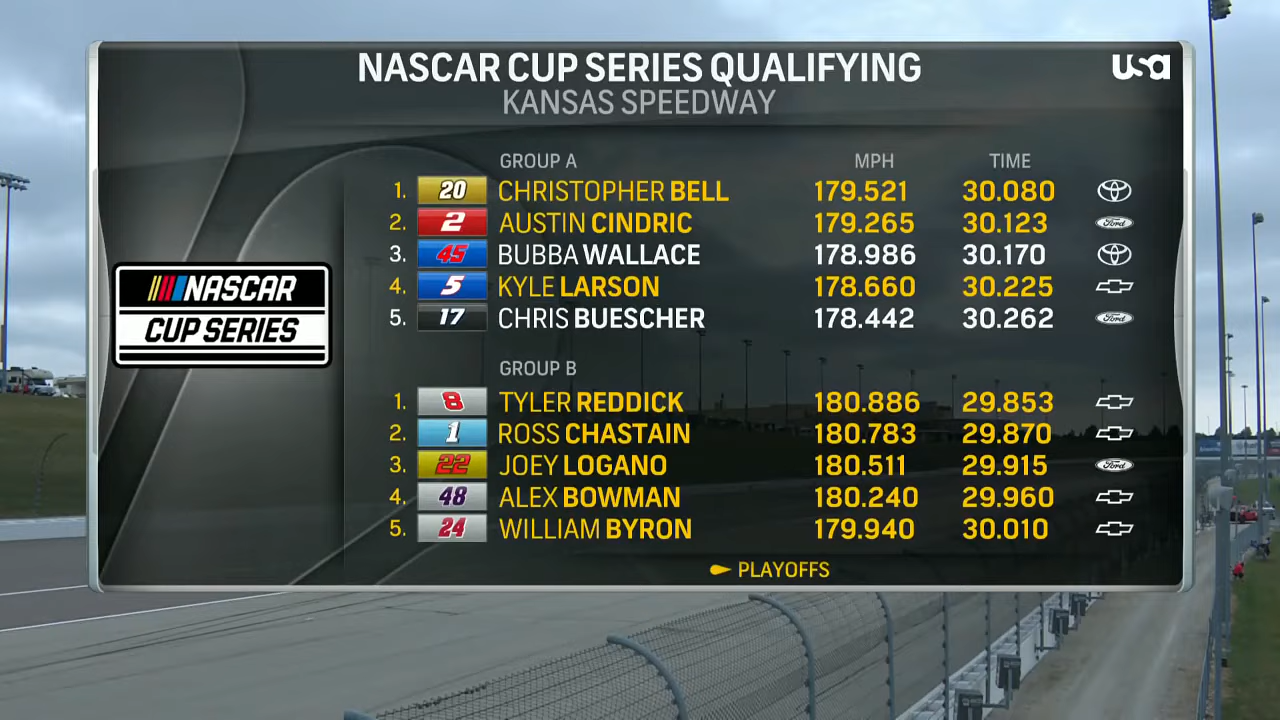 NASCAR CUP SERIES QUALIFYING
usa
KANSAS SPEEDWAY
GROUP A MPH TIME
1. 20 CHRISTOPHER BELL 179.521 30.080
2. 2 AUSTIN CINDRIC 179.265 30.123 Ford
3. 45 BUBBA WALLACE 178.986 30.170
4. 5 KYLE LARSON 178.660 30.225
5. 17 CHRIS BUESCHER 178.442 30.262 Ford
NASCAR
CUP SERIES
GROUP B
1. 8 TYLER REDDICK 180.886 29.853
2. 1 ROSS CHASTAIN 180.783 29.870
3. 22 JOEY LOGANO 180.511 29.915 Ford
4. 48 ALEX BOWMAN 180.240 29.960
5. 24 WILLIAM BYRON 179.940 30.010
PLAYOFFS